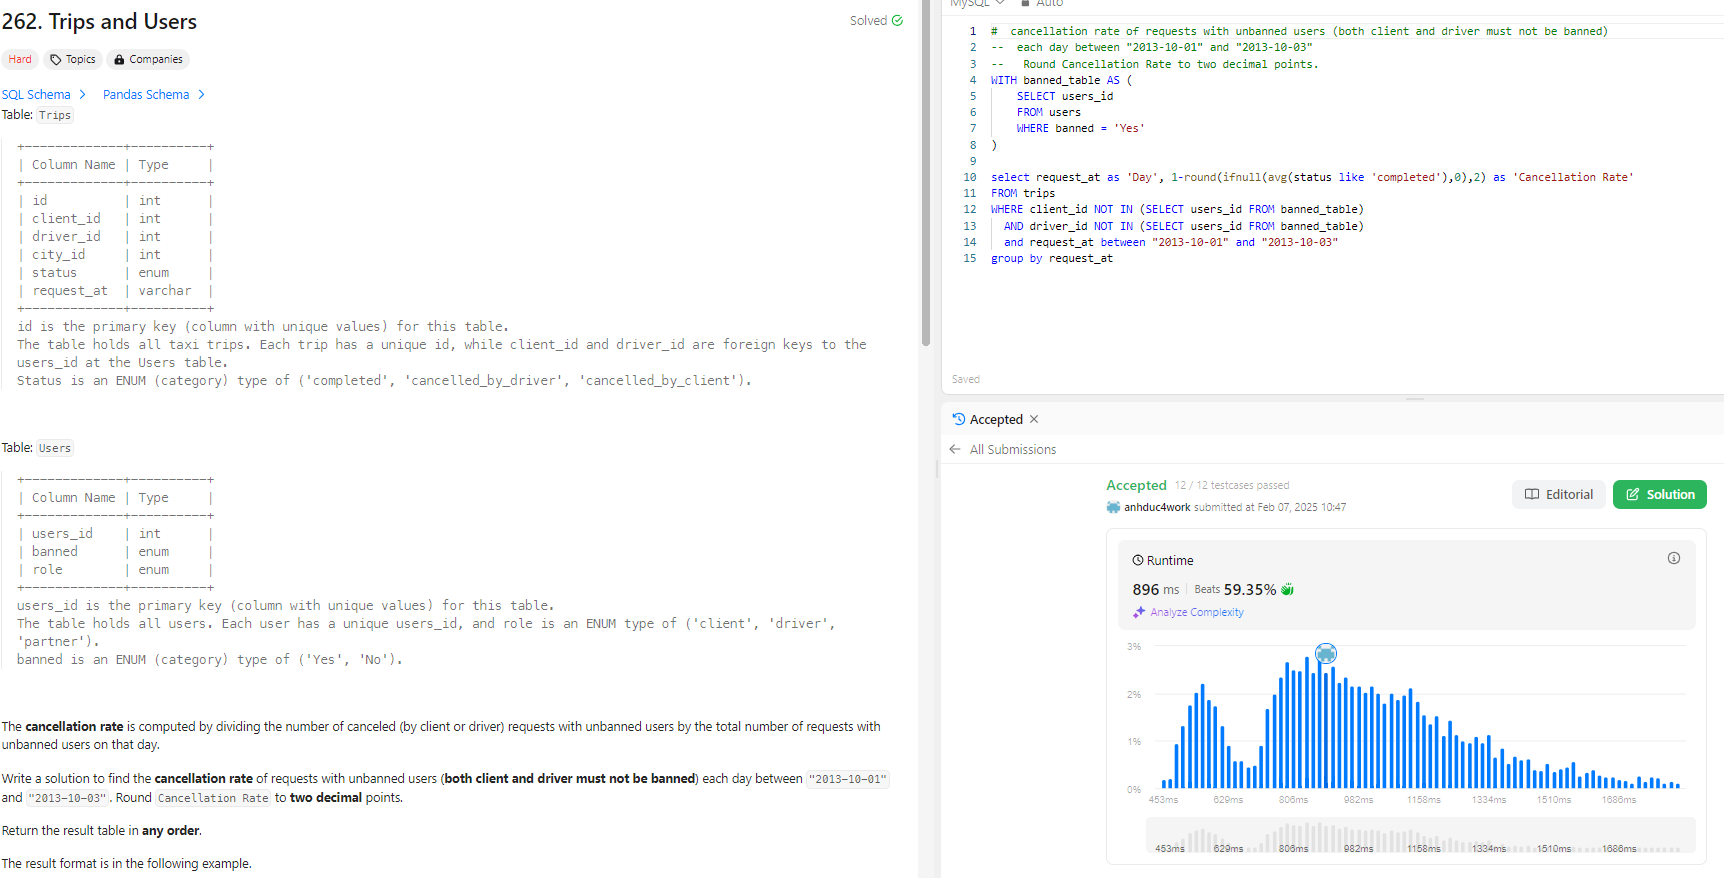 262. Trips and Users
Solved
Hard Topics Companies
SQL Schema > Pandas Schema >
Table: Trips
+-------------+----------+
| Column Name | Type     |
+-------------+----------+
| id          | int      |
| client_id   | int      |
| driver_id   | int      |
| city_id     | int      |
| status      | enum     |
| request_at  | varchar  |
+-------------+----------+
id is the primary key (column with unique values) for this table.
The table holds all taxi trips. Each trip has a unique id, while client_id and driver_id are foreign keys to the
users_id at the Users table.
Status is an ENUM (category) type of ('completed', 'cancelled_by_driver', 'cancelled_by_client').
Table: Users
+-------------+----------+
| Column Name | Type     |
+-------------+----------+
| users_id    | int      |
| banned      | enum     |
| role        | enum     |
+-------------+----------+
users_id is the primary key (column with unique values) for this table.
The table holds all users. Each user has a unique users_id, and role is an ENUM type of ('client', 'driver',
'partner').
banned is an ENUM (category) type of ('Yes', 'No').
The cancellation rate is computed by dividing the number of canceled (by client or driver) requests with unbanned users by the total number of requests with
unbanned users on that day.
Write a solution to find the cancellation rate of requests with unbanned users (both client and driver must not be banned) each day between "2013-10-01"
and "2013-10-03". Round Cancellation Rate to two decimal points.
Return the result table in any order.
The result format is in the following example.
MySQL Auto
1 #  cancellation rate of requests with unbanned users (both client and driver must not be banned)
2 --  each day between "2013-10-01" and "2013-10-03"
3 --   Round Cancellation Rate to two decimal points.
4 WITH banned_table AS (
5     SELECT users_id
6     FROM users
7     WHERE banned = 'Yes'
8 )
9
10 select request_at as 'Day', 1-round(ifnull(avg(status like 'completed'),0),2) as 'Cancellation Rate'
11 FROM trips
12 WHERE client_id NOT IN (SELECT users_id FROM banned_table)
13   AND driver_id NOT IN (SELECT users_id FROM banned_table)
14   and request_at between "2013-10-01" and "2013-10-03"
15 group by request_at
Saved
Accepted
All Submissions
Accepted 12 / 12 testcases passed
anhduc4work submitted at Feb 07, 2025 10:47
Editorial
Solution
Runtime
896 ms Beats 59.35%
Analyze Complexity
3%
2%
1%
0%
453ms 629ms 806ms 982ms 1158ms 1334ms 1510ms 1686ms
453ms 629ms 806ms 982ms 1158ms 1334ms 1510ms 1686ms